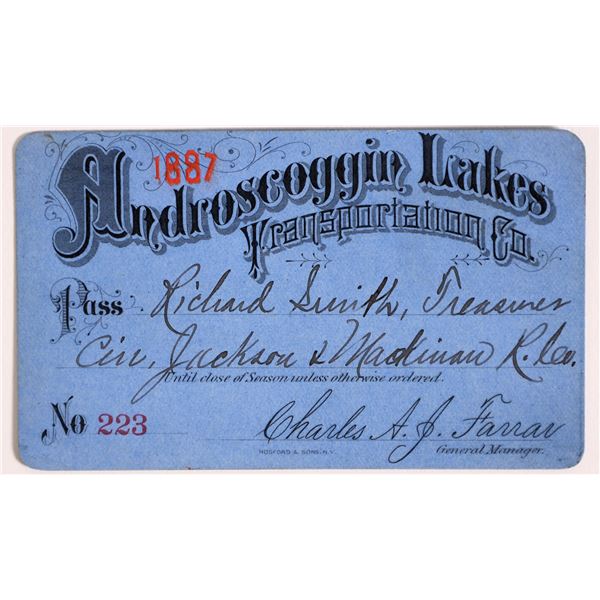 1887
Androscoggin Lakes
Transportation Co.
Pass Richard Smith, Treasurer
Cin, Jackson & Mackinaw R. Co.
Until close of Season unless otherwise ordered.
No 223 Charles A. J. Farrar
HOSFORD & SONS, N.Y. General Manager.